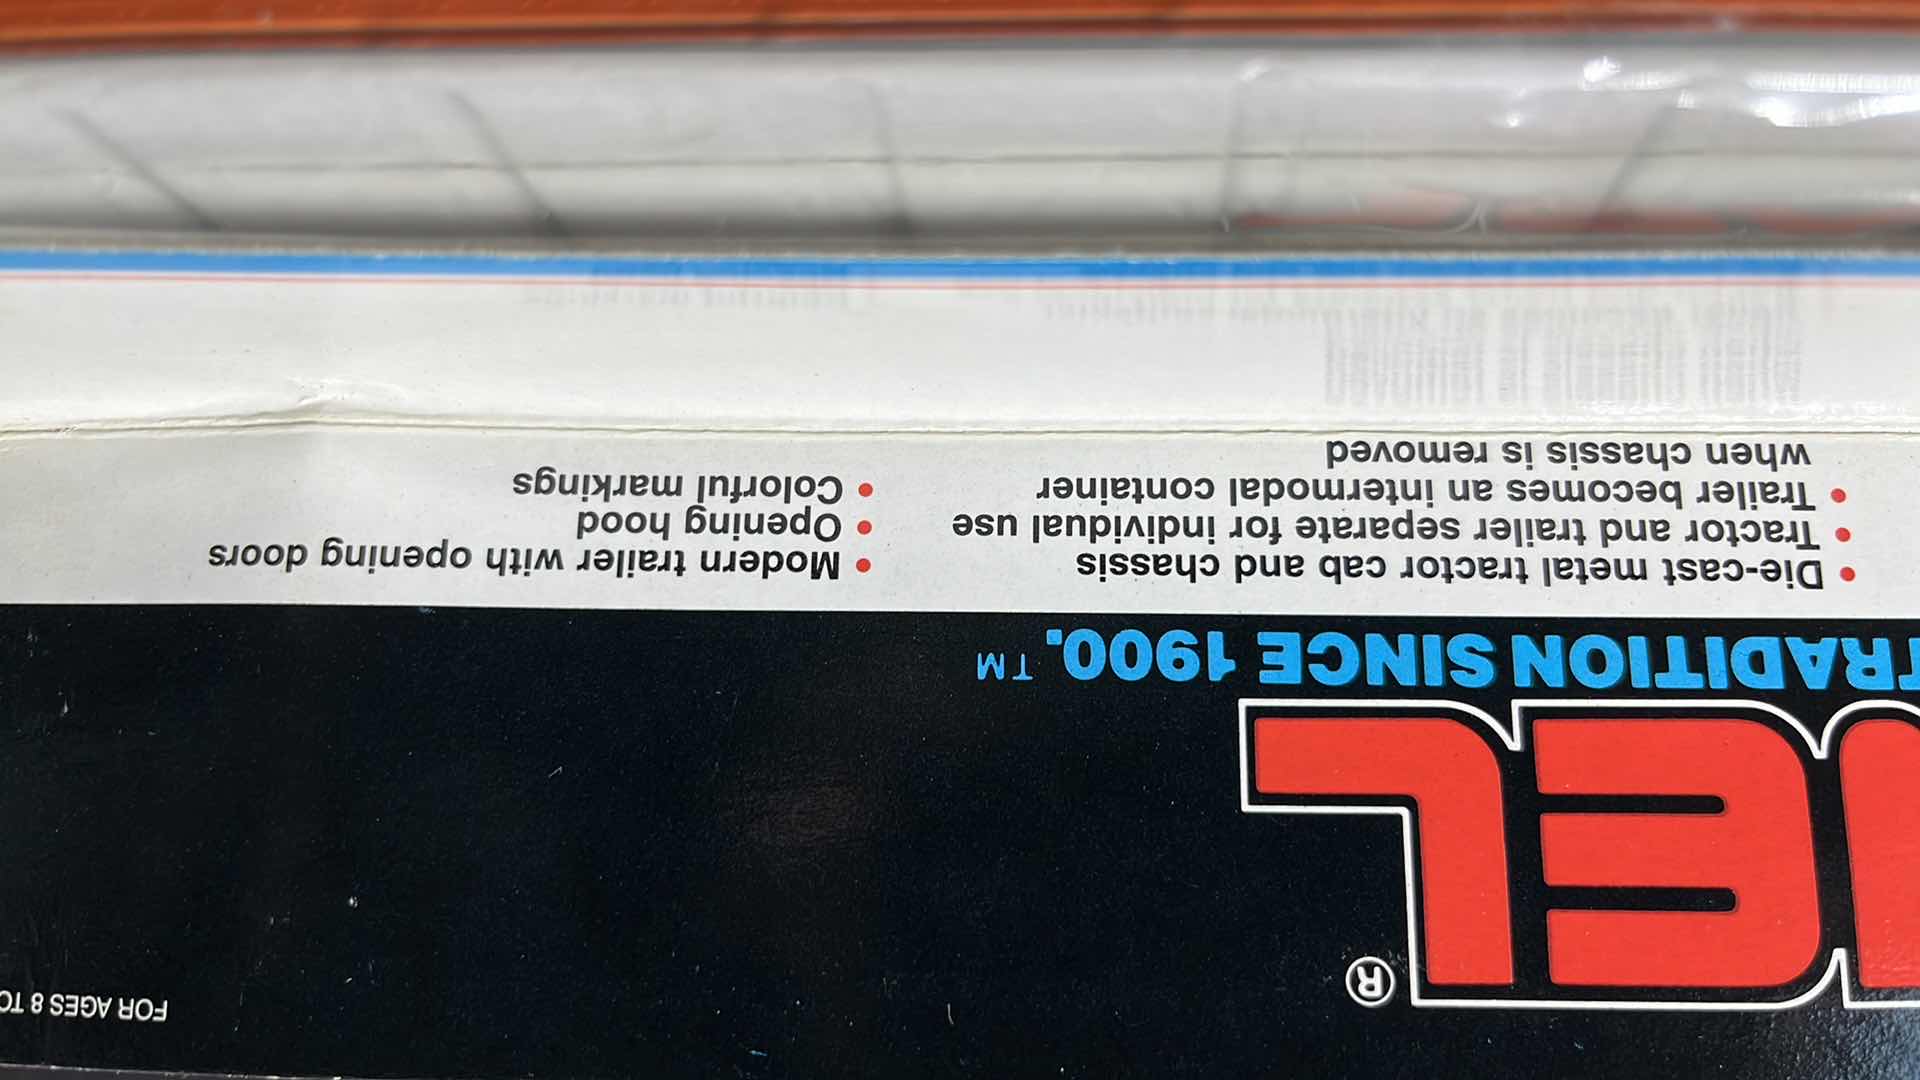 FOR AGES 8 TO
NEL®
TRADITION SINCE 1900.™
• Die-cast metal tractor cab and chassis
• Tractor and trailer separate for individual use
• Trailer becomes an intermodal container
when chassis is removed
• Modern trailer with opening doors
• Opening hood
• Colorful markings